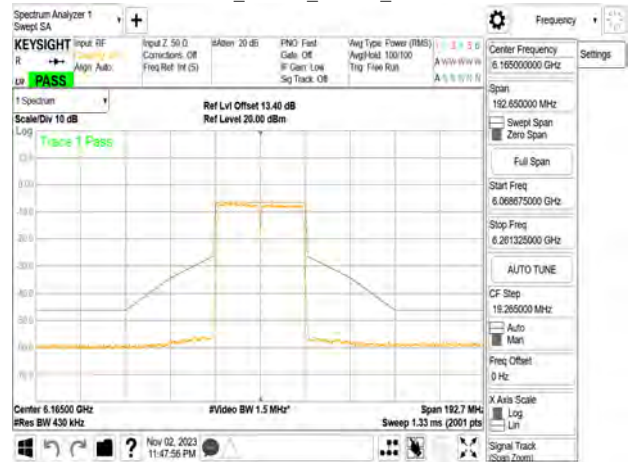 Spectrum Analyzer 1
Swept SA
+
Frequency
KEYSIGHT
R
PASS
Input: RF
Align: Auto
Input Z: 50 Ω
Corrections: Off
Freq Ref: Int (S)
#Atten: 20 dB
PNO: Fast
Gate: Off
IF Gain: Low
Sig Track: Off
Avg Type: Power (RMS)
Avg|Hold: 100/100
Trig: Free Run
Center Frequency
6.165000000 GHz
Settings
Span
192.650000 MHz
Swept Span
Zero Span
Full Span
Start Freq
6.068675000 GHz
Stop Freq
6.261325000 GHz
AUTO TUNE
CF Step
19.265000 MHz
Auto
Man
Freq Offset
0 Hz
X Axis Scale
Log
Lin
Signal Track
(Span Zoom)
1 Spectrum
Scale/Div 10 dB
Log
Ref Lvl Offset 13.40 dB
Ref Level 20.00 dBm
Trace 1 Pass
Center 6.16500 GHz
#Res BW 430 kHz
#Video BW 1.5 MHz*
Span 192.7 MHz
Sweep 1.33 ms (2001 pts
?
Nov 02, 2023
11:47:56 PM